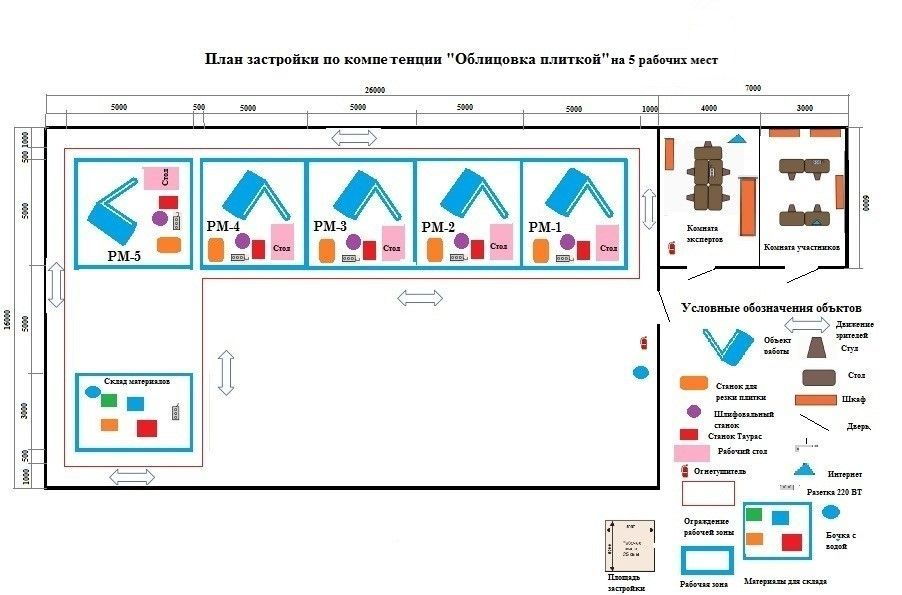 План застройки по компетенции "Облицовка плиткой" на 5 рабочих мест
26000
7000
5000 500 5000 5000 5000 5000 1000 4000 3000
1000
500
5000
5000
3000
500
1000
16000
6000
Стол
РМ-5
РМ-4
Стол
РМ-3
Стол
РМ-2
Стол
РМ-1
Стол
Комната
экспертов
Комната участников
Склад материалов
Условные обозначения объктов
Объект
работы
Движение
зрителей
Стул
Станок для
резки плитки
Стол
Шлифовальный
станок
Шкаф
Станок Таурас
Дверь,
Рабочий стол
Огнетушитель
Интернет
Разетка 220 ВТ
Ограждение
рабочей зоны
Бочка с
водой
Площадь
застройки
Рабочая зона
Материалы для склада